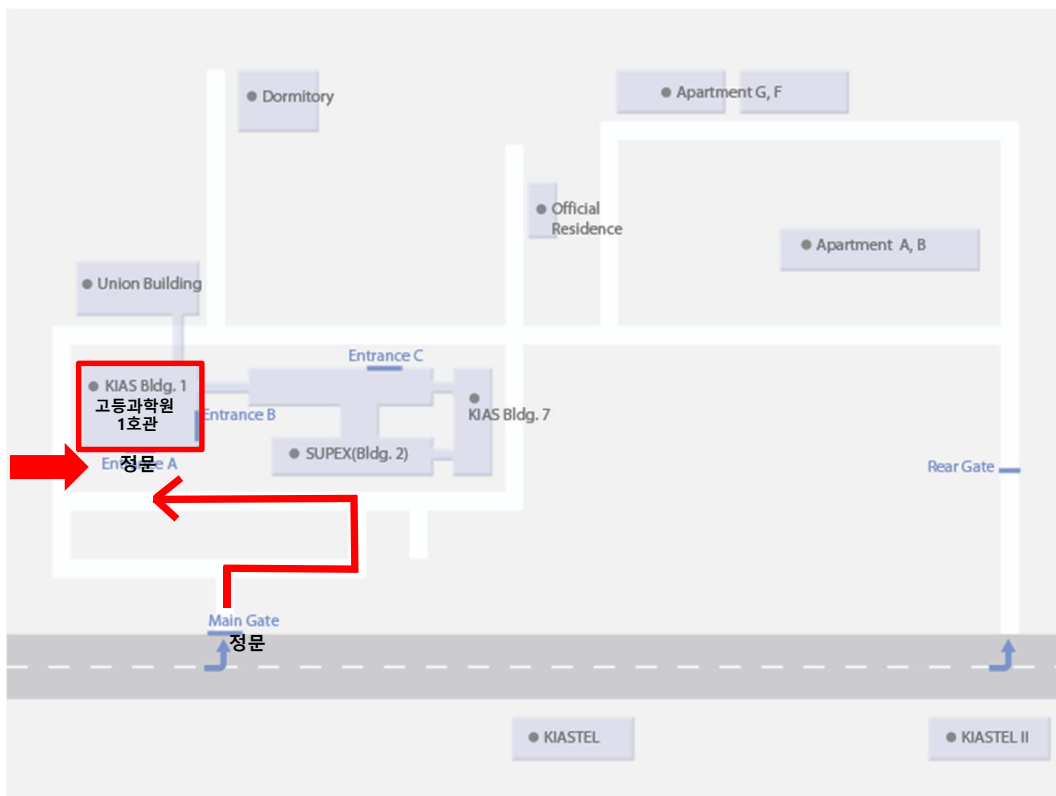 Dormitory
Apartment G, F
Official
Residence
Apartment A, B
Union Building
Entrance C
KIAS Bldg. 1
고등과학원
1호관
Entrance B
KIAS Bldg. 7
SUPEX(Bldg. 2)
Entrance A
정문
Rear Gate
Main Gate
정문
KIASTEL
KIASTEL II